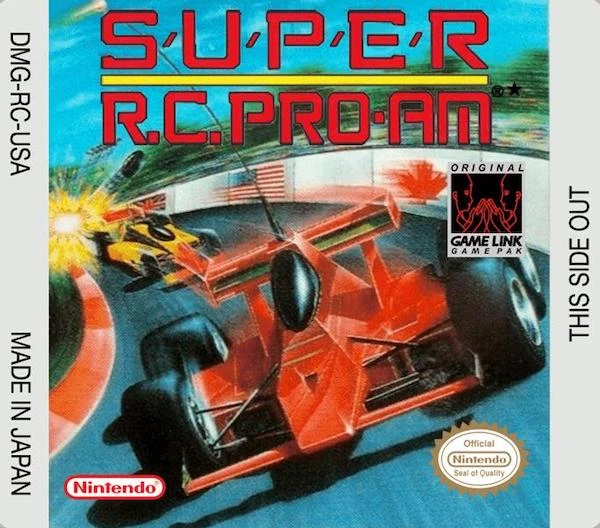 S·U·P·E·R
R.C. PRO·AM®
ORIGINAL
GAME LINK
GAME PAK
DMG-RC-USA
MADE IN JAPAN
THIS SIDE OUT
Nintendo®
Official
Nintendo
Seal of Quality